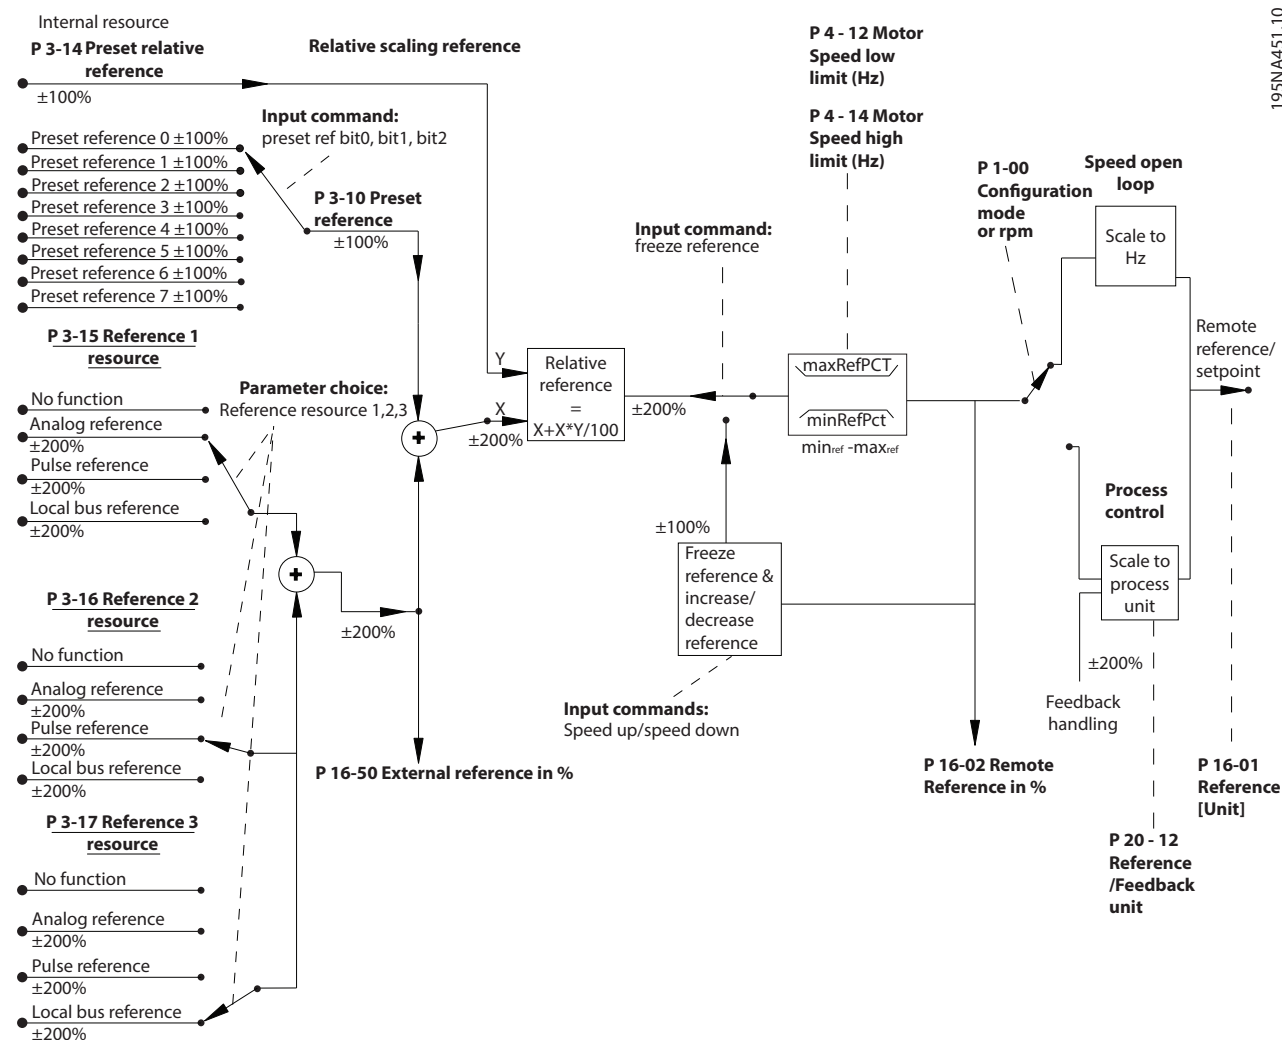 Internal resource
P 3-14 Preset relative
reference
±100%
Relative scaling reference
Input command:
preset ref bit0, bit1, bit2
Preset reference 0 ±100%
Preset reference 1 ±100%
Preset reference 2 ±100%
Preset reference 3 ±100%
Preset reference 4 ±100%
Preset reference 5 ±100%
Preset reference 6 ±100%
Preset reference 7 ±100%
P 3-10 Preset
reference
±100%
P 3-15 Reference 1
resource
No function
Analog reference
±200%
Pulse reference
±200%
Local bus reference
±200%
Parameter choice:
Reference resource 1,2,3
+
+
±200%
P 3-16 Reference 2
resource
No function
Analog reference
±200%
Pulse reference
±200%
Local bus reference
±200%
P 3-17 Reference 3
resource
No function
Analog reference
±200%
Pulse reference
±200%
Local bus reference
±200%
P 16-50 External reference in %
Y
X
±200%
Relative
reference
=
X+X*Y/100
±200%
Input command:
freeze reference
P 4 - 12 Motor
Speed low
limit (Hz)
P 4 - 14 Motor
Speed high
limit (Hz)
maxRefPCT
minRefPct
minref -maxref
±100%
Freeze
reference &
increase/
decrease
reference
Input commands:
Speed up/speed down
P 16-02 Remote
Reference in %
P 1-00
Configuration
mode
or rpm
Speed open
loop
Scale to
Hz
Process
control
Scale to
process
unit
±200%
Feedback
handling
Remote
reference/
setpoint
P 16-01
Reference
[Unit]
P 20 - 12
Reference
/Feedback
unit
195NA451.10